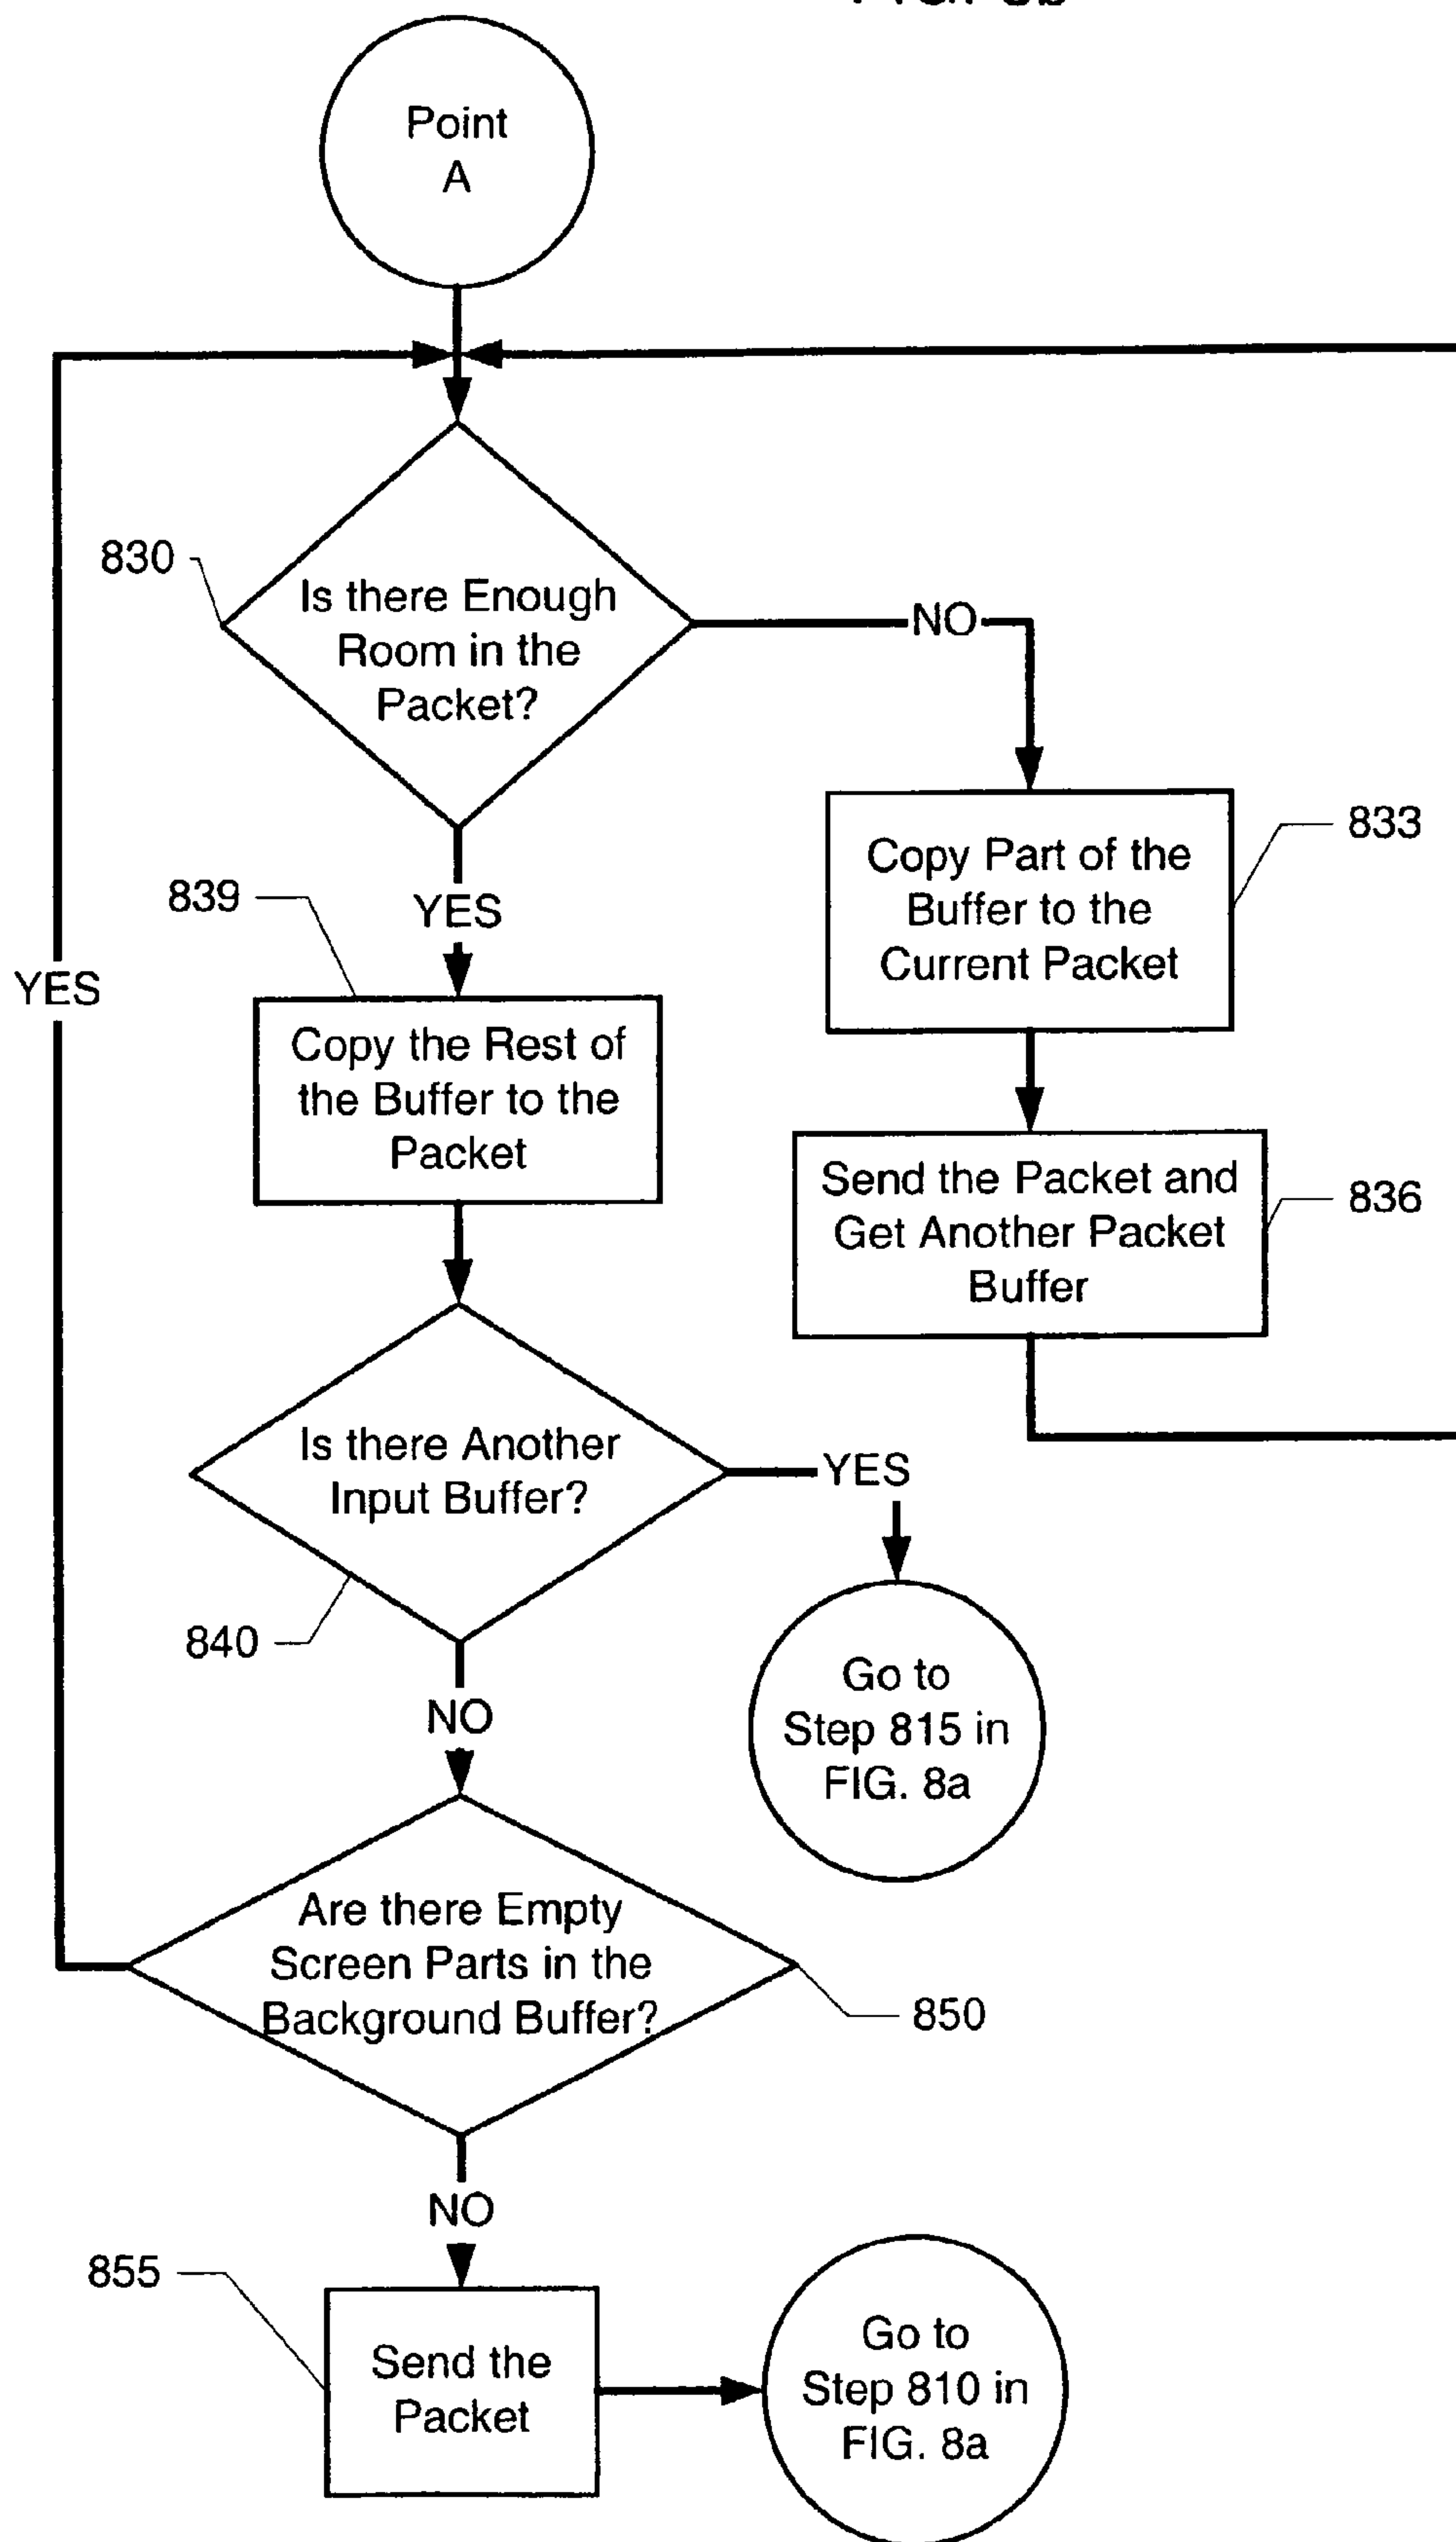 Point
A
830
Is there Enough
Room in the
Packet?
NO
833
Copy Part of the
Buffer to the
Current Packet
YES
839
YES
Copy the Rest of
the Buffer to the
Packet
Send the Packet and
Get Another Packet
Buffer
836
Is there Another
Input Buffer?
YES
840
NO
Go to
Step 815 in
FIG. 8a
Are there Empty
Screen Parts in the
Background Buffer?
850
NO
855
Send the
Packet
Go to
Step 810 in
FIG. 8a